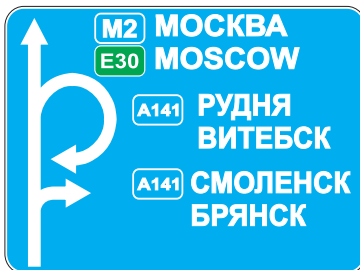 M2 МОСКВА
E30 MOSCOW
A141 РУДНЯ
ВИТЕБСК
A141 СМОЛЕНСК
БРЯНСК